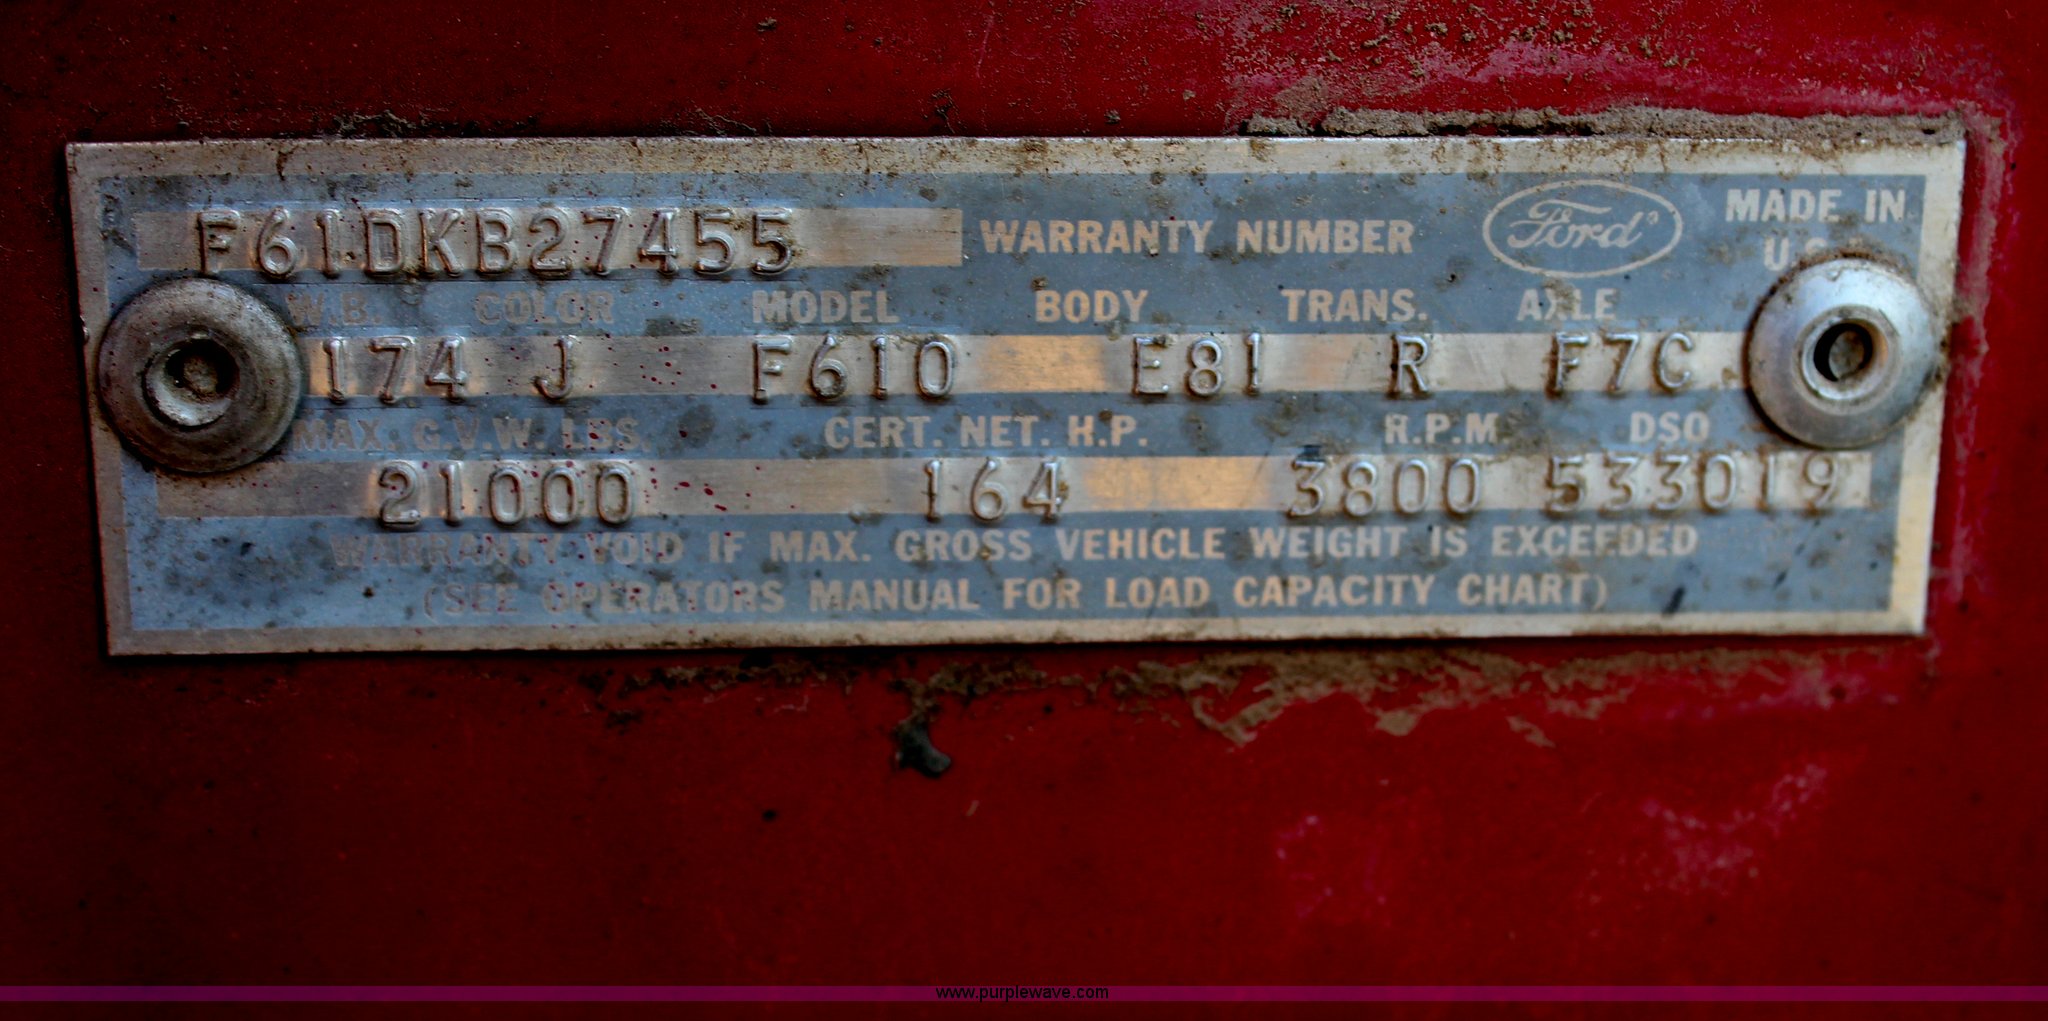 F61DKB27455 WARRANTY NUMBER Ford MADE IN
W.B. COLOR MODEL BODY TRANS. AXLE
174 J F610 E81 R F7C
MAX. G.V.W. LBS. CERT. NET. H.P. R.P.M. DSO
21000 164 3800 533019
WARRANTY VOID IF MAX. GROSS VEHICLE WEIGHT IS EXCEEDED
(SEE OPERATORS MANUAL FOR LOAD CAPACITY CHART)
www.purplewave.com